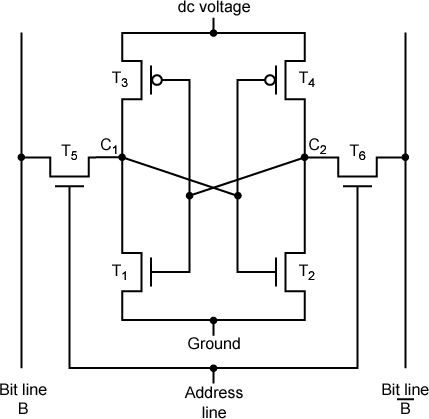 dc voltage
T3
T4
T5
C1
C2
T6
T1
T2
Ground
Bit line
B
Address
line
Bit line
B̅